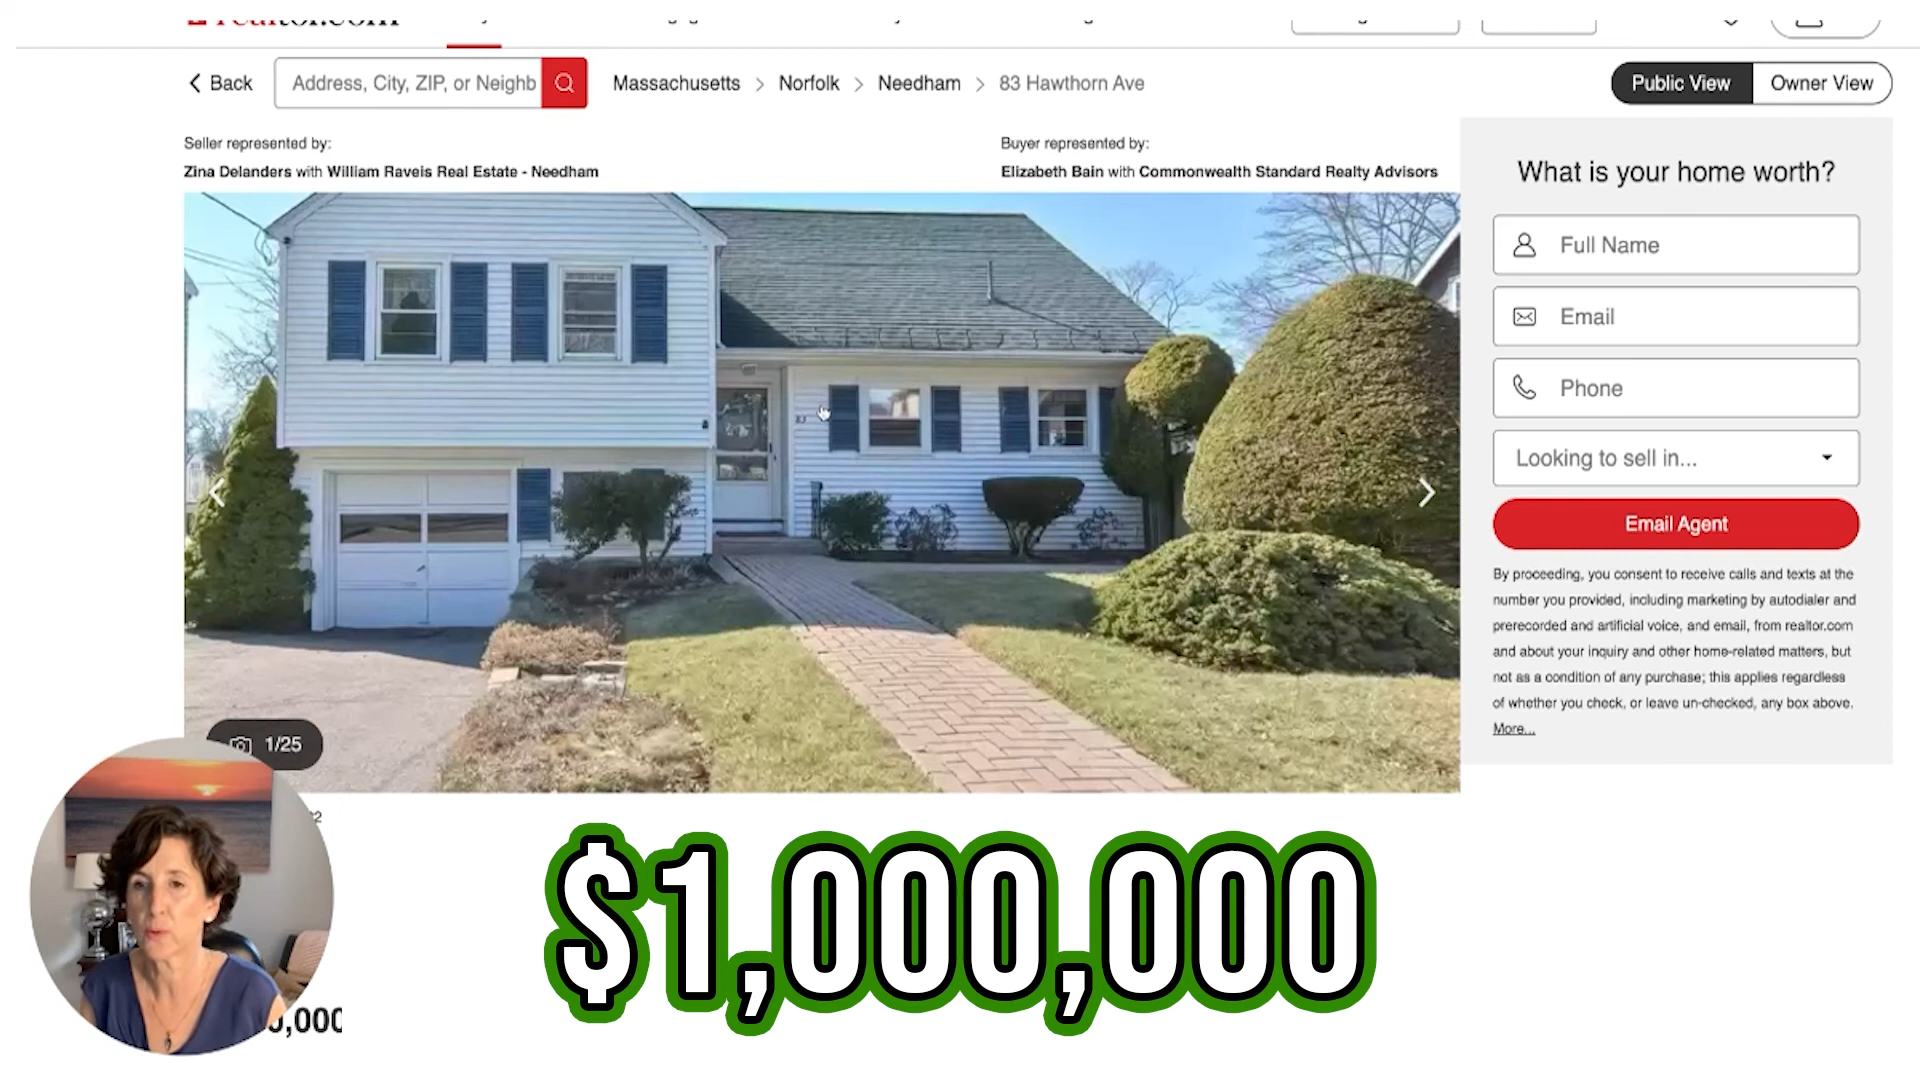 realtor.com
Back
Address, City, ZIP, or Neighb
Massachusetts > Norfolk > Needham > 83 Hawthorn Ave
Public View
Owner View
Seller represented by:
Zina Delanders with William Raveis Real Estate - Needham
Buyer represented by:
Elizabeth Bain with Commonwealth Standard Realty Advisors
What is your home worth?
Full Name
Email
Phone
Looking to sell in...
Email Agent
By proceeding, you consent to receive calls and texts at the
number you provided, including marketing by autodialer and
prerecorded and artificial voice, and email, from realtor.com
and about your inquiry and other home-related matters, but
not as a condition of any purchase; this applies regardless
of whether you check, or leave un-checked, any box above.
More...
83
1/25
$1,000,000
0,000